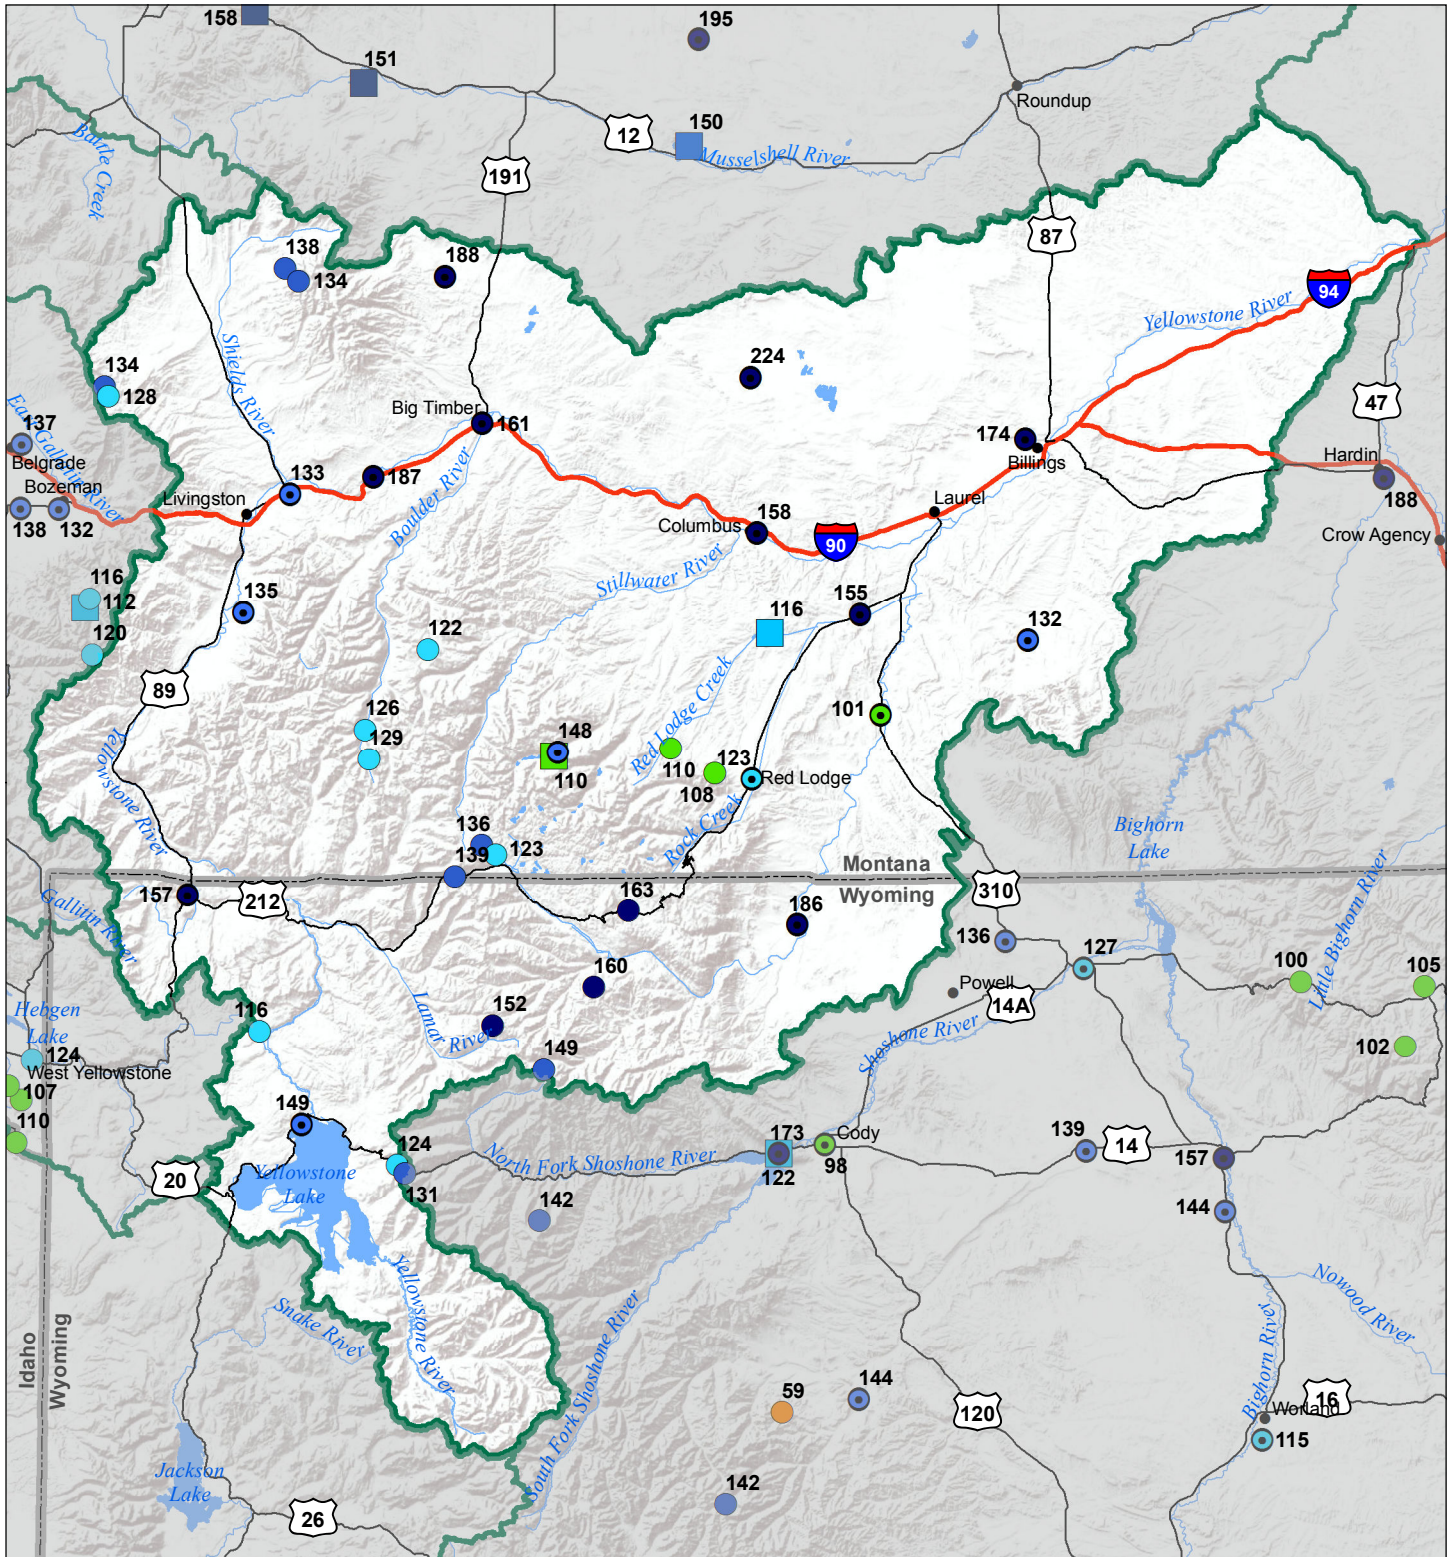 158
195
151
Roundup
150
12
Battle Creek
Musselshell River
191
87
138
188
134
94
Yellowstone River
Shields River
224
134
128
47
Big Timber
161
East Gallitin River
137
174
Belgrade
Billings
Hardin
187
133
188
Bozeman
Livingston
Laurel
138
132
Boulder River
158
Columbus
90
Crow Agency
Stillwater River
116
112
135
155
116
132
120
122
89
Red Lodge Creek
126
101
129
148
Yellowstone River
110
110
123
108
Red Lodge
136
Rock Creek
Bighorn Lake
123
139
Montana
Wyoming
157
212
163
310
186
Gallitin River
Little Bighorn River
136
127
100
105
160
Powell
14A
116
152
Lamar River
Hebgen Lake
Shoshone River
102
124
149
West Yellowstone
107
110
149
173
Cody
139
14
124
North Fork Shoshone River
157
122
98
20
Yellowstone Lake
131
142
144
Yellowstone River
Nowood River
Snake River
Bighorn River
Idaho
Wyoming
South Fork Shoshone River
59
144
16
120
Worland
115
Jackson Lake
142
26